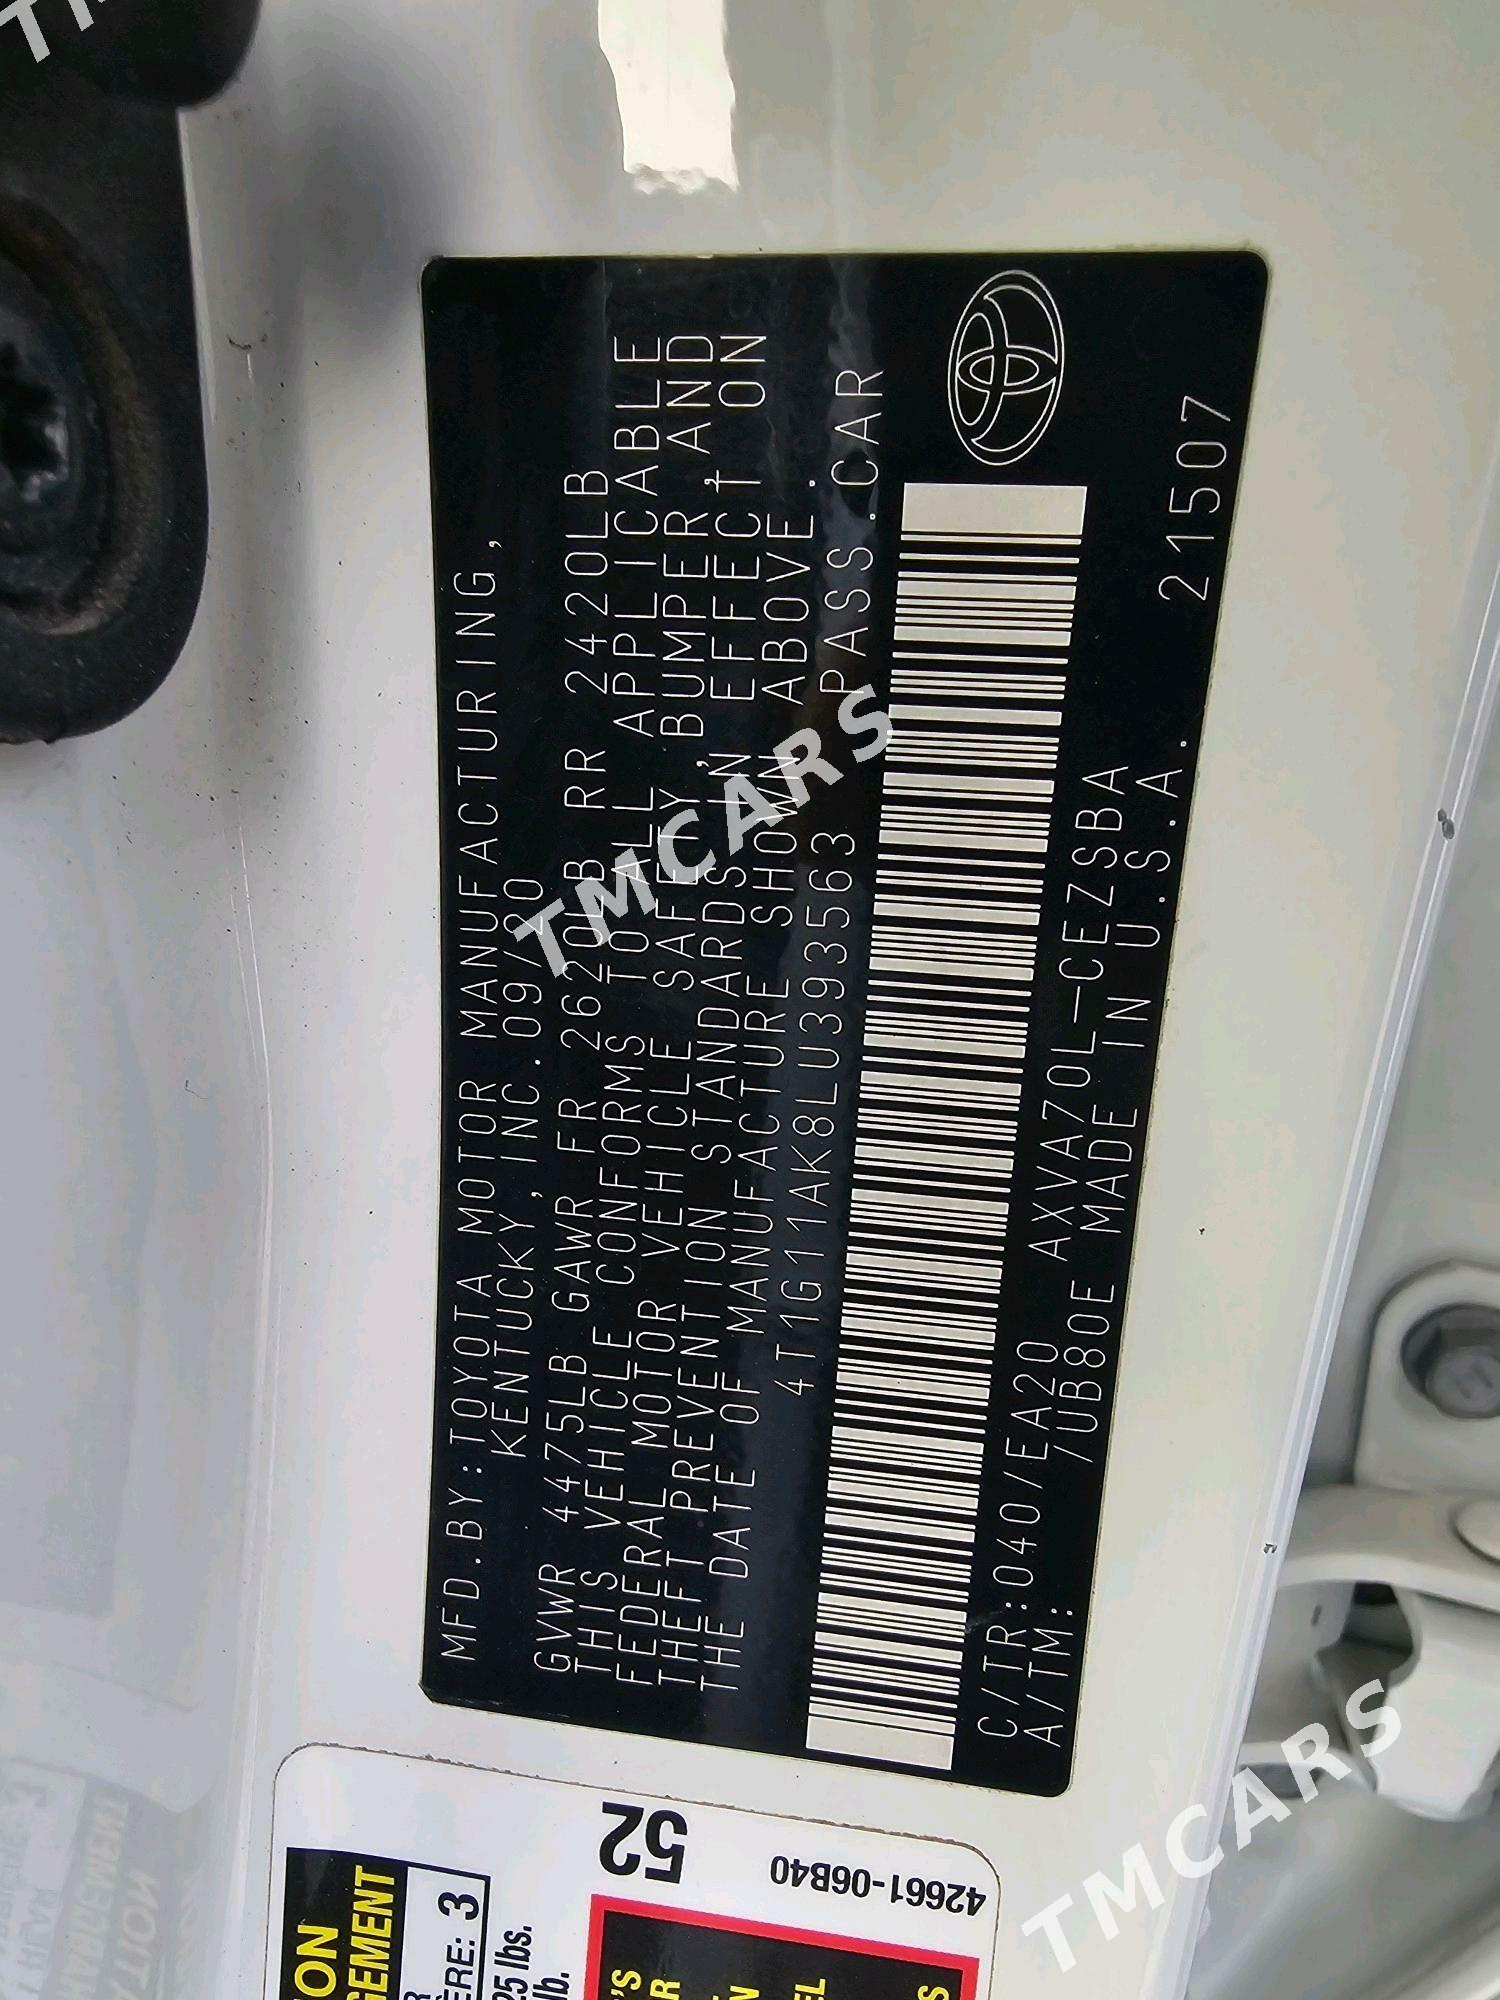 MFD.BY:TOYOTA MOTOR MANUFACTURING,
KENTUCKY, INC. 09/20
GVWR 4475LB GAWR FR 2620LB RR 2420LB
THIS VEHICLE CONFORMS TO ALL APPLICABLE
FEDERAL MOTOR VEHICLE SAFETY, BUMPER, AND
THEFT PREVENTION STANDARDS IN EFFECT ON
THE DATE OF MANUFACTURE SHOWN ABOVE.
4T1G11AK8LU393563 PASS.CAR
C/TR:040/EA20 AXVA70L-CEZSBA
A/TM: /UB80E MADE IN U.S.A. 21507
52
42661-06B40
TMCARS
TMCARS